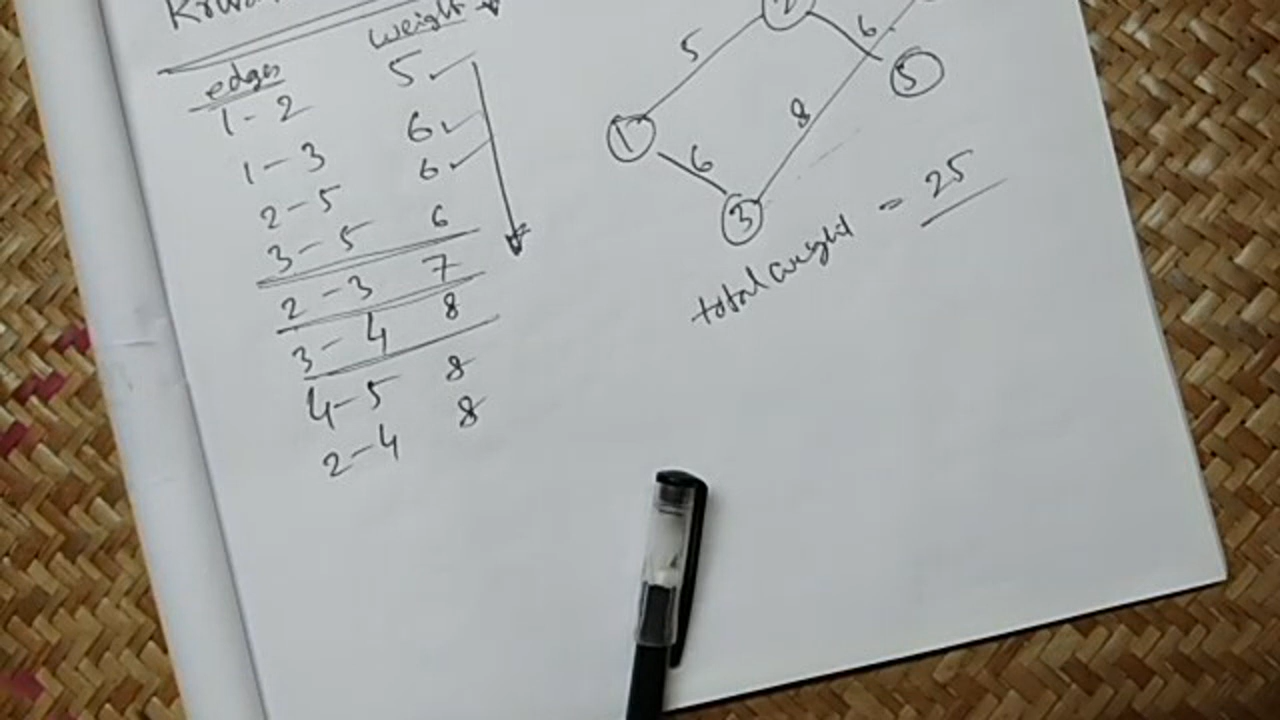 edges weight
1-2 5 ✓
1-3 6 ✓
2-5 6 ✓
3-5 6
2-3 7
3-4 8
4-5 8
2-4 8
2
5
6
5
1
8
6
3
total weight = 25